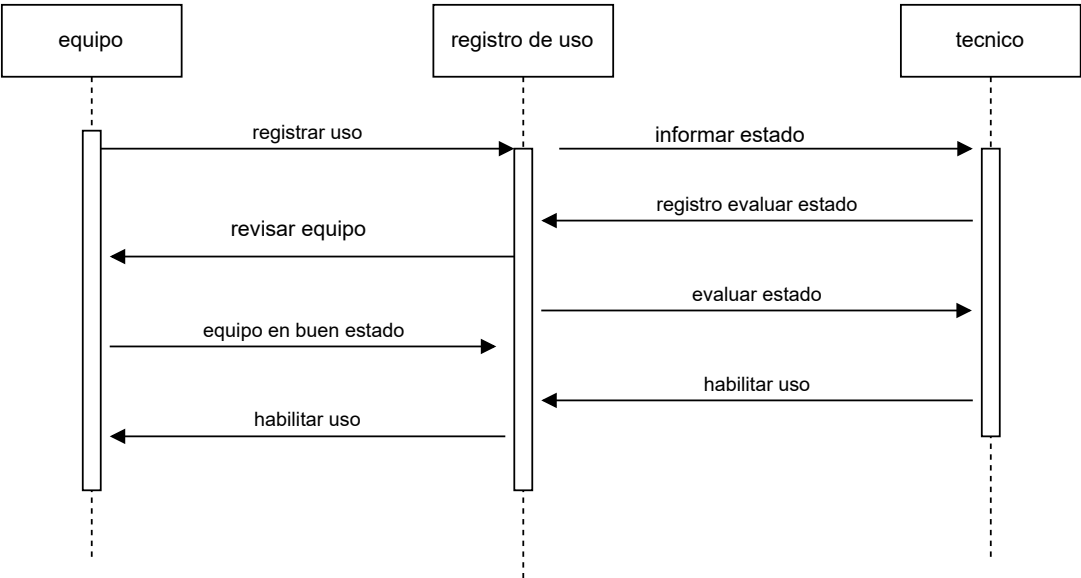 equipo
registro de uso
tecnico
registrar uso
informar estado
registro evaluar estado
revisar equipo
evaluar estado
equipo en buen estado
habilitar uso
habilitar uso